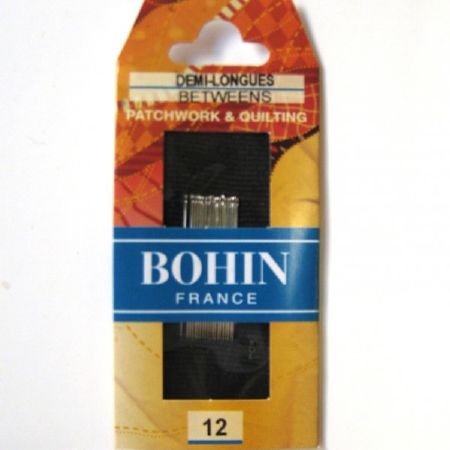 DEMI-LONGUES
BETWEENS
PATCHWORK & QUILTING
BOHIN
FRANCE
12